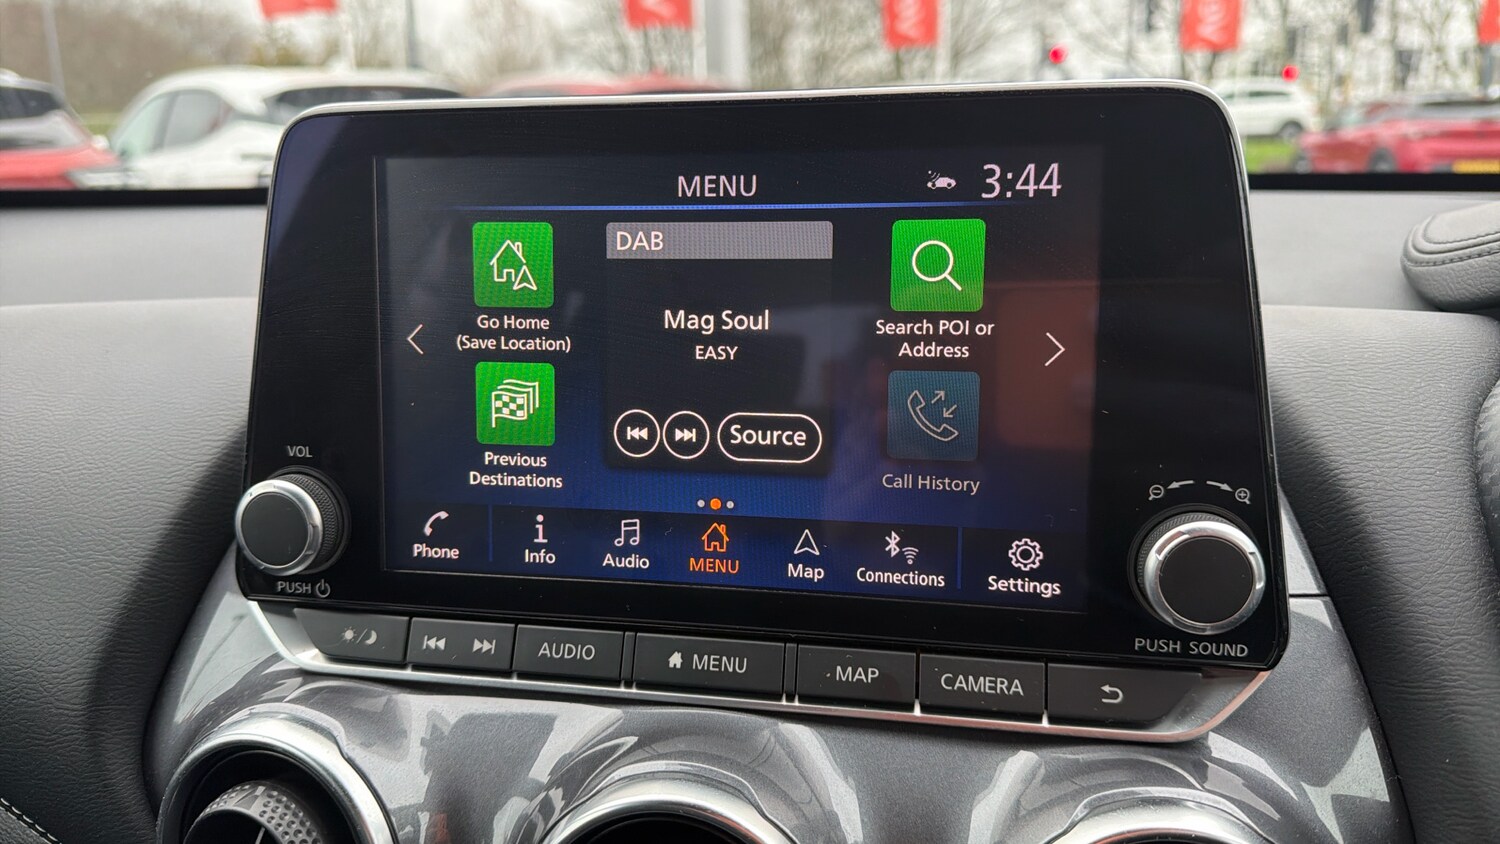 MENU
3:44
Go Home
(Save Location)
DAB
Mag Soul
EASY
Source
Search POI or
Address
Previous
Destinations
Call History
Phone
Info
Audio
MENU
Map
Connections
Settings
VOL
PUSH
PUSH SOUND
AUDIO
MENU
MAP
CAMERA